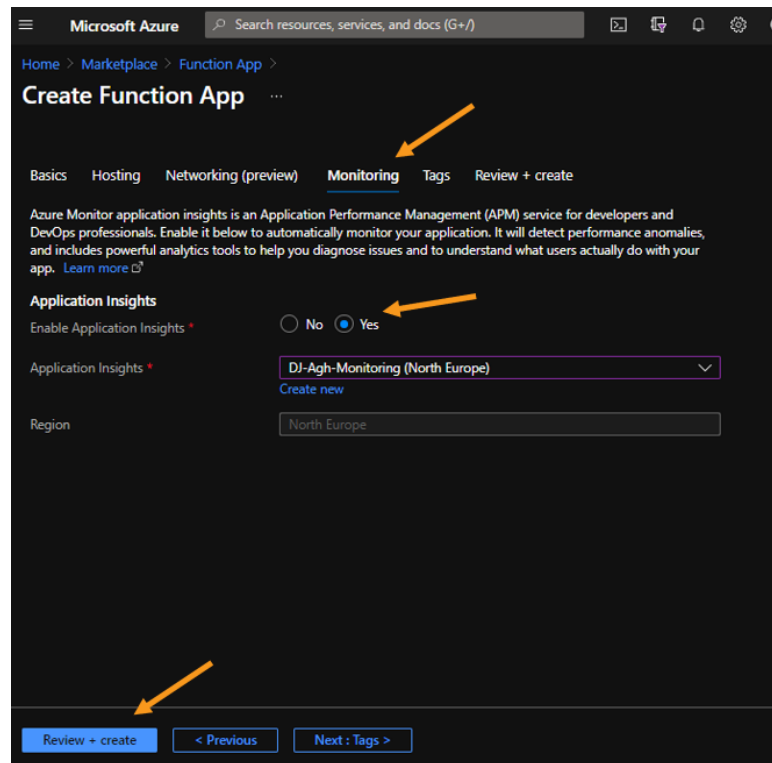 Microsoft Azure
Search resources, services, and docs (G+/)
Home > Marketplace > Function App >
Create Function App ...
Basics Hosting Networking (preview) Monitoring Tags Review + create
Azure Monitor application insights is an Application Performance Management (APM) service for developers and
DevOps professionals. Enable it below to automatically monitor your application. It will detect performance anomalies,
and includes powerful analytics tools to help you diagnose issues and to understand what users actually do with your
app. Learn more
Application Insights
Enable Application Insights * No Yes
Application Insights * DJ-Agh-Monitoring (North Europe)
Create new
Region North Europe
Review + create < Previous Next : Tags >